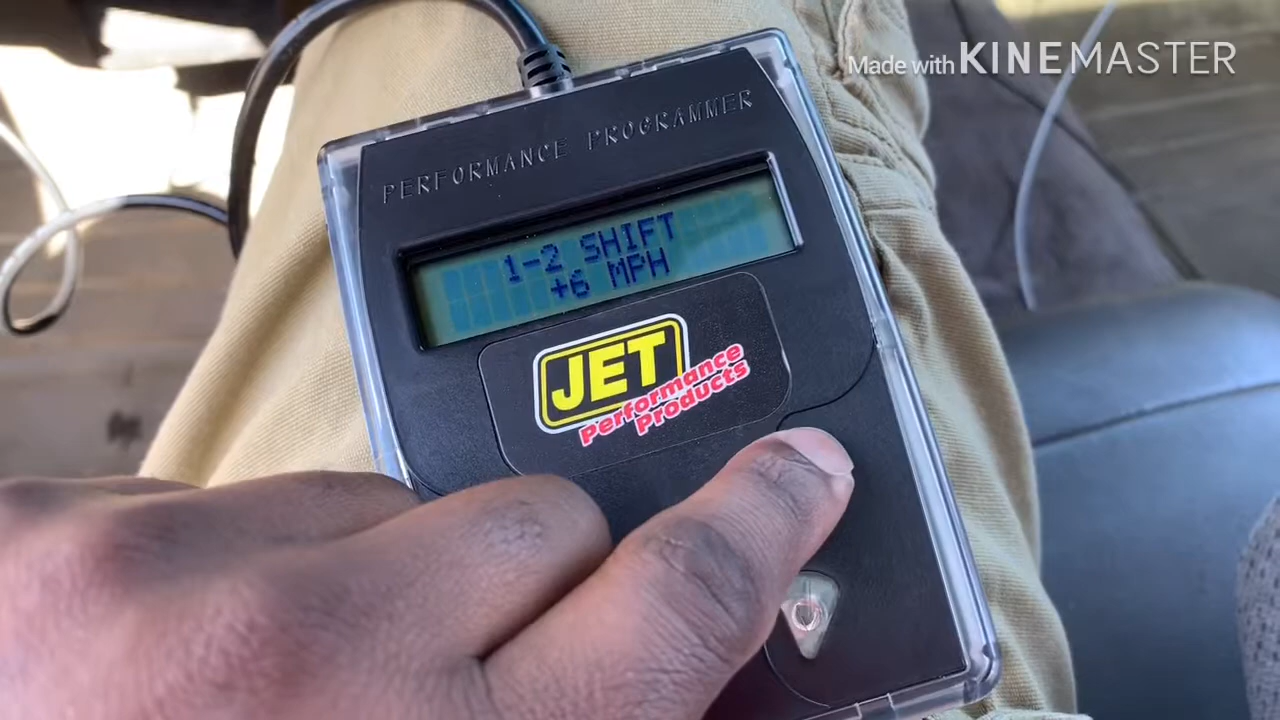 Made with KINEMASTER
PERFORMANCE PROGRAMMER
1-2 SHIFT
+6 MPH
JET
Performance
Products